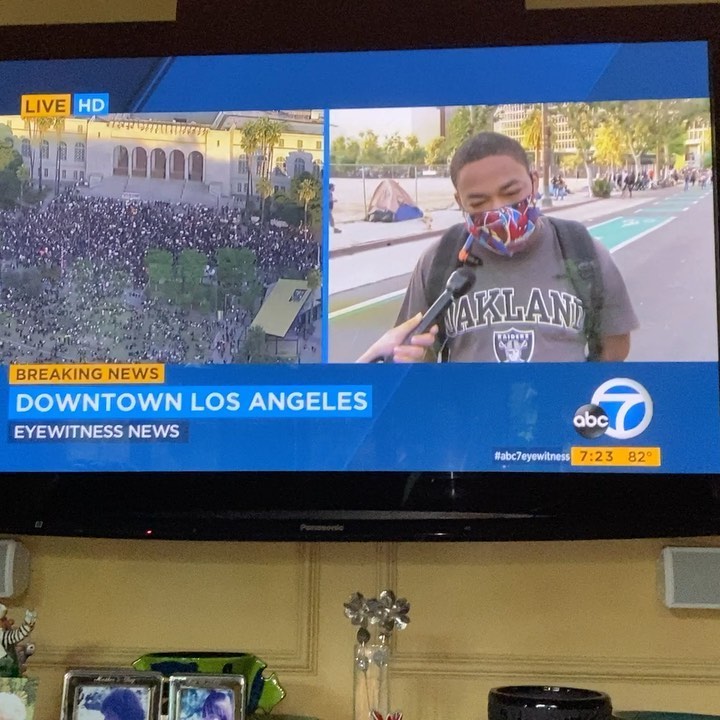 LIVE HD
OAKLAND
RAIDERS
BREAKING NEWS
DOWNTOWN LOS ANGELES
EYEWITNESS NEWS
abc 7
#abc7eyewitness 7:23 82°
Panasonic